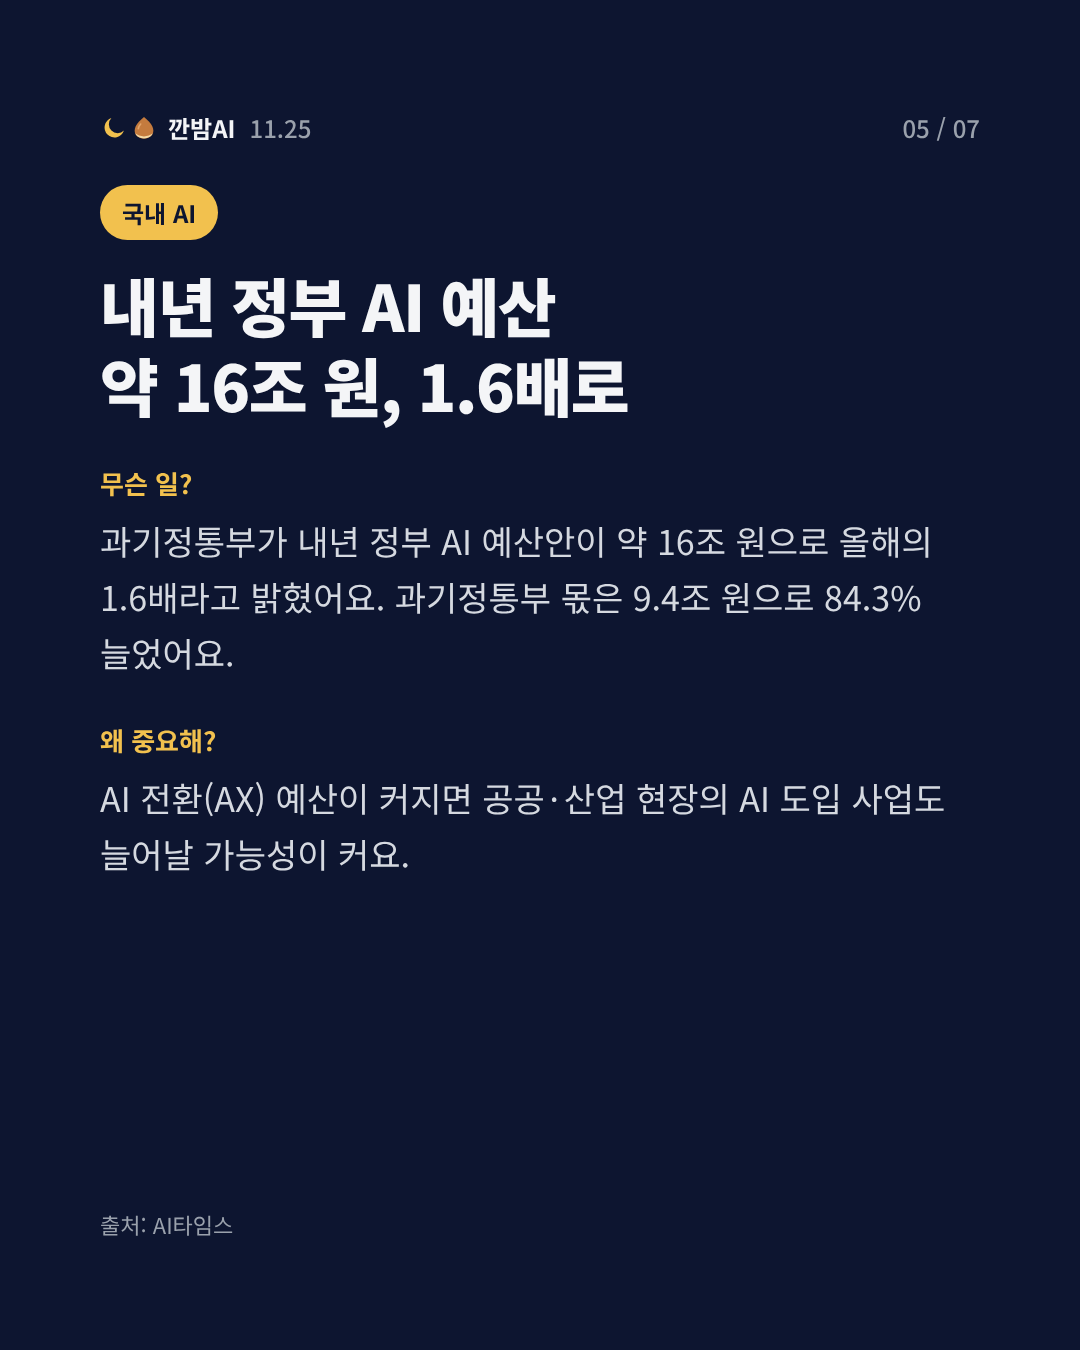 깐밤AI 11.25
05 / 07
국내 AI
내년 정부 AI 예산
약 16조 원, 1.6배로
무슨 일?
과기정통부가 내년 정부 AI 예산안이 약 16조 원으로 올해의
1.6배라고 밝혔어요. 과기정통부 몫은 9.4조 원으로 84.3%
늘었어요.
왜 중요해?
AI 전환(AX) 예산이 커지면 공공·산업 현장의 AI 도입 사업도
늘어날 가능성이 커요.
출처: AI타임스